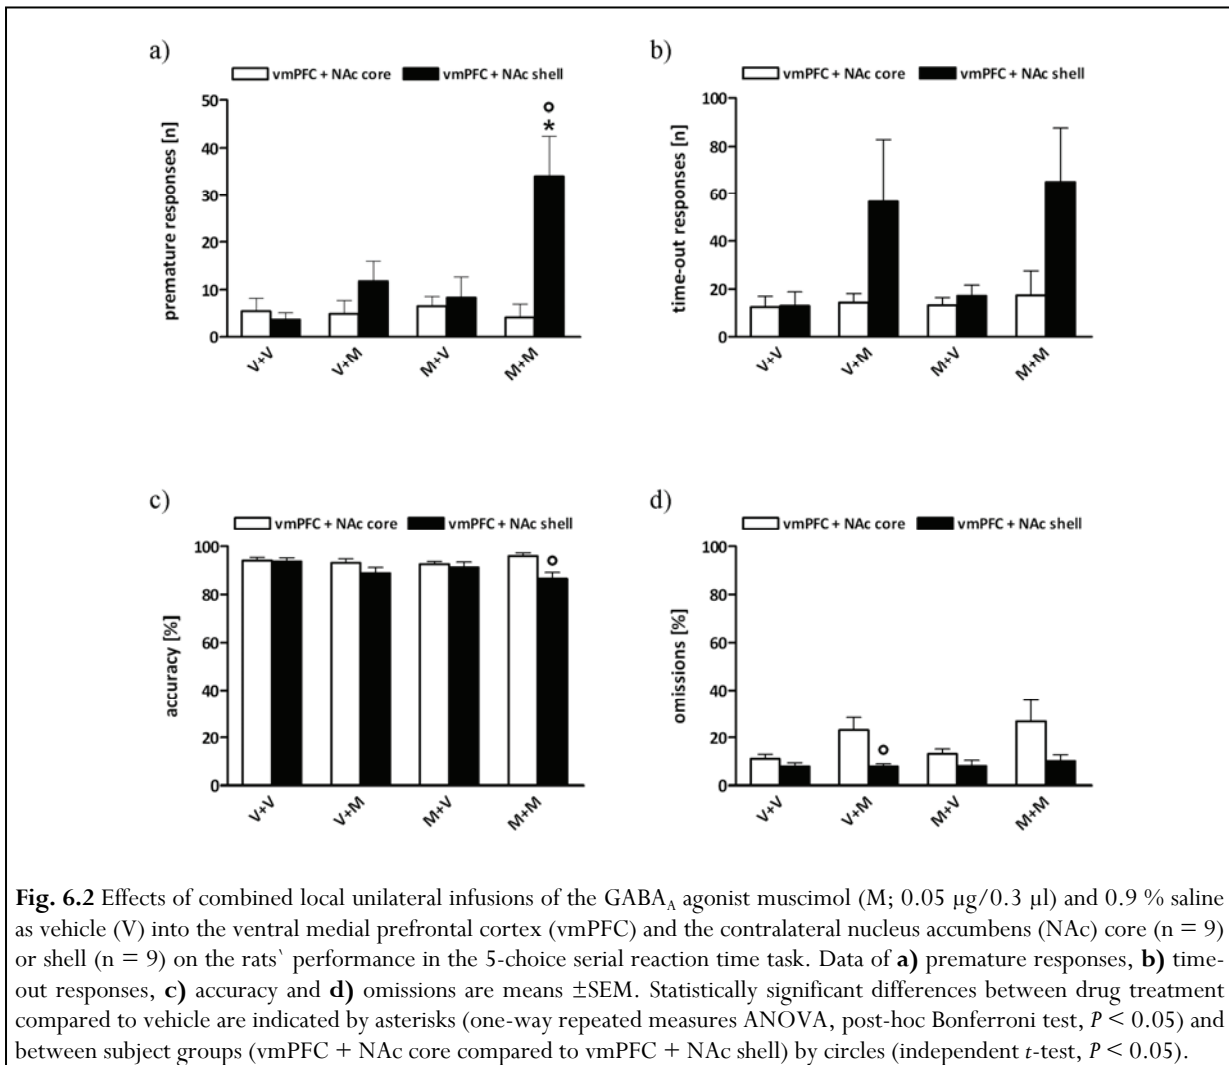 a)
vmPFC + NAc core vmPFC + NAc shell
premature responses [n]
50
40
30
20
10
0
°
*
V+V V+M M+V M+M
b)
vmPFC + NAc core vmPFC + NAc shell
time-out responses [n]
100
80
60
40
20
0
V+V V+M M+V M+M
c)
vmPFC + NAc core vmPFC + NAc shell
accuracy [%]
100
80
60
40
20
0
°
V+V V+M M+V M+M
d)
vmPFC + NAc core vmPFC + NAc shell
omissions [%]
100
80
60
40
20
0
°
V+V V+M M+V M+M
Fig. 6.2 Effects of combined local unilateral infusions of the GABA_A agonist muscimol (M; 0.05 µg/0.3 µl) and 0.9 % saline
as vehicle (V) into the ventral medial prefrontal cortex (vmPFC) and the contralateral nucleus accumbens (NAc) core (n = 9)
or shell (n = 9) on the rats` performance in the 5-choice serial reaction time task. Data of a) premature responses, b) time-
out responses, c) accuracy and d) omissions are means ±SEM. Statistically significant differences between drug treatment
compared to vehicle are indicated by asterisks (one-way repeated measures ANOVA, post-hoc Bonferroni test, P < 0.05) and
between subject groups (vmPFC + NAc core compared to vmPFC + NAc shell) by circles (independent t-test, P < 0.05).